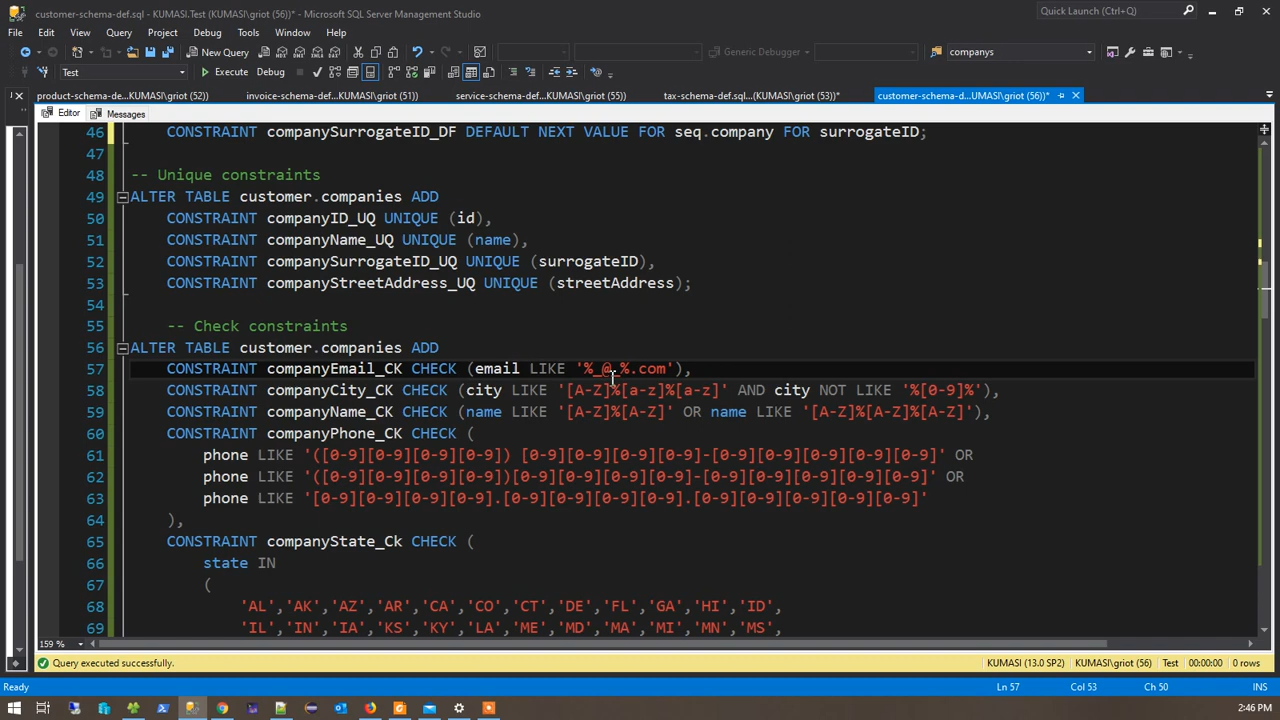 customer-schema-def.sql - KUMASI.Test (KUMASI\griot (56))* - Microsoft SQL Server Management Studio
Quick Launch (Ctrl+Q)
File Edit View Query Project Debug Tools Window Help
New Query
Generic Debugger
companys
Test
Execute Debug
product-schema-de...KUMASI\griot (52))
invoice-schema-def...KUMASI\griot (51))
service-schema-def...KUMASI\griot (55))
tax-schema-def.sql...(KUMASI\griot (53))*
customer-schema-d...UMASI\griot (56))*
Editor Messages
46 CONSTRAINT companySurrogateID_DF DEFAULT NEXT VALUE FOR seq.company FOR surrogateID;
47
48 -- Unique constraints
49 ALTER TABLE customer.companies ADD
50 CONSTRAINT companyID_UQ UNIQUE (id),
51 CONSTRAINT companyName_UQ UNIQUE (name),
52 CONSTRAINT companySurrogateID_UQ UNIQUE (surrogateID),
53 CONSTRAINT companyStreetAddress_UQ UNIQUE (streetAddress);
54
55 -- Check constraints
56 ALTER TABLE customer.companies ADD
57 CONSTRAINT companyEmail_CK CHECK (email LIKE '%_@_%.com'),
58 CONSTRAINT companyCity_CK CHECK (city LIKE '[A-Z]%[a-z]%[a-z]' AND city NOT LIKE '%[0-9]%'),
59 CONSTRAINT companyName_CK CHECK (name LIKE '[A-Z]%[A-Z]' OR name LIKE '[A-Z]%[A-Z]%[A-Z]'),
60 CONSTRAINT companyPhone_CK CHECK (
61 phone LIKE '([0-9][0-9][0-9][0-9]) [0-9][0-9][0-9][0-9]-[0-9][0-9][0-9][0-9][0-9]' OR
62 phone LIKE '([0-9][0-9][0-9][0-9])[0-9][0-9][0-9][0-9]-[0-9][0-9][0-9][0-9][0-9]' OR
63 phone LIKE '[0-9][0-9][0-9][0-9].[0-9][0-9][0-9][0-9].[0-9][0-9][0-9][0-9][0-9]'
64 ),
65 CONSTRAINT companyState_Ck CHECK (
66 state IN
67 (
68 'AL','AK','AZ','AR','CA','CO','CT','DE','FL','GA','HI','ID',
69 'IL','IN','IA','KS','KY','LA','ME','MD','MA','MI','MN','MS',
159 %
Query executed successfully. KUMASI (13.0 SP2) KUMASI\griot (56) Test 00:00:00 0 rows
Ready Ln 57 Col 53 Ch 50 INS
2:46 PM